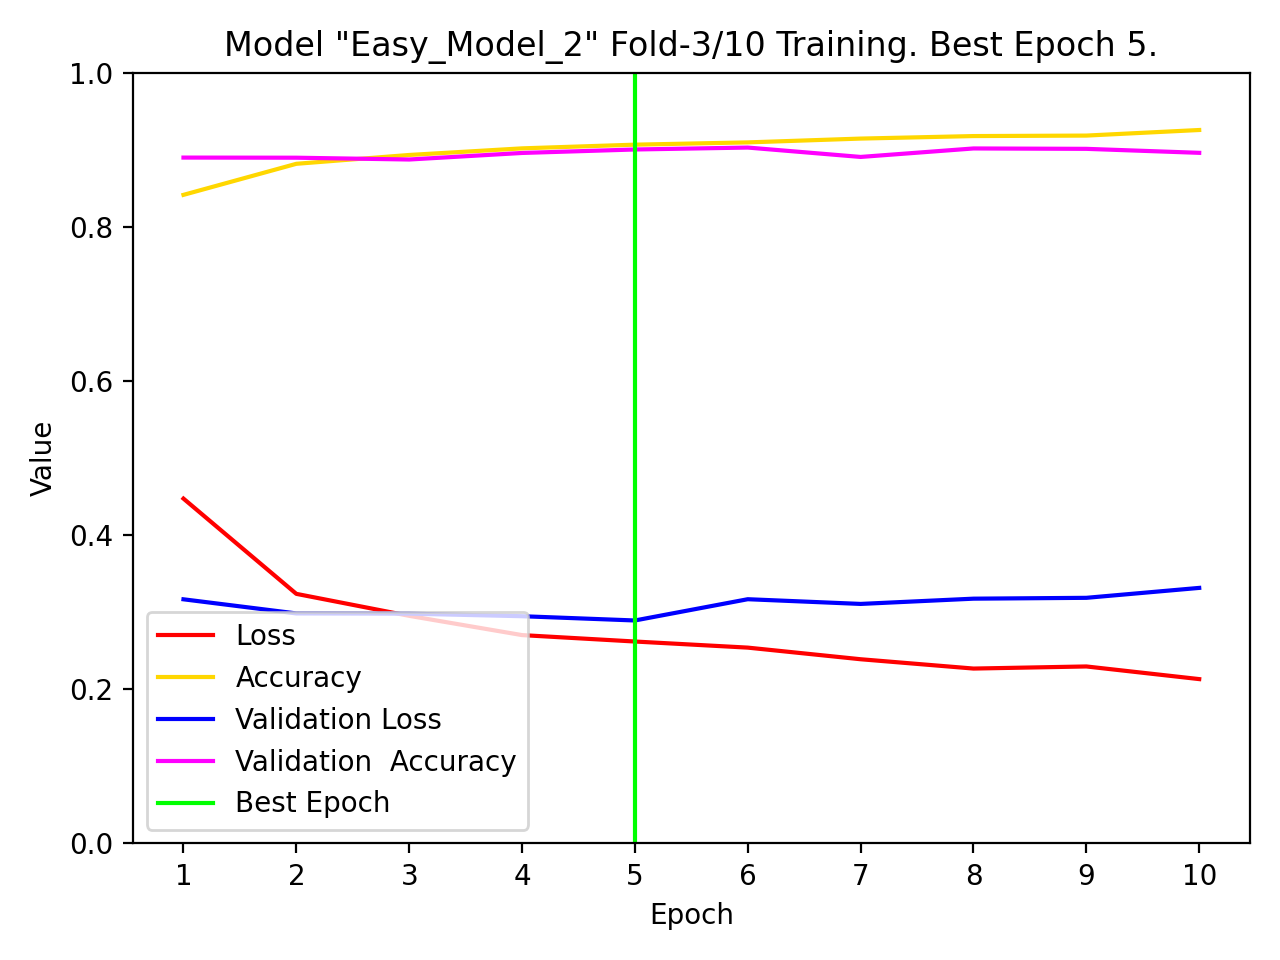 Model "Easy_Model_2" Fold-3/10 Training. Best Epoch 5.
1.0
0.8
0.6
0.4
0.2
0.0
Value
Loss
Accuracy
Validation Loss
Validation  Accuracy
Best Epoch
1 2 3 4 5 6 7 8 9 10
Epoch